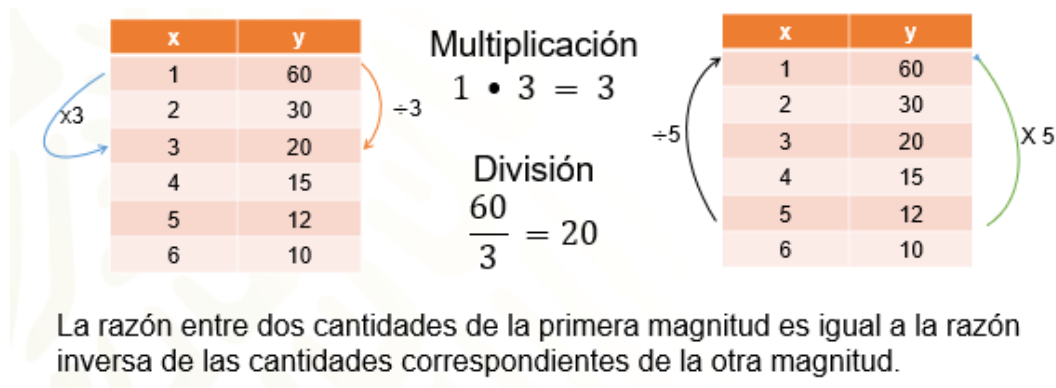 x y
1 60
2 30
3 20
4 15
5 12
6 10
x3
÷3
Multiplicación
1 • 3 = 3
División
60
3
= 20
x y
1 60
2 30
3 20
4 15
5 12
6 10
÷5
X 5
La razón entre dos cantidades de la primera magnitud es igual a la razón
inversa de las cantidades correspondientes de la otra magnitud.